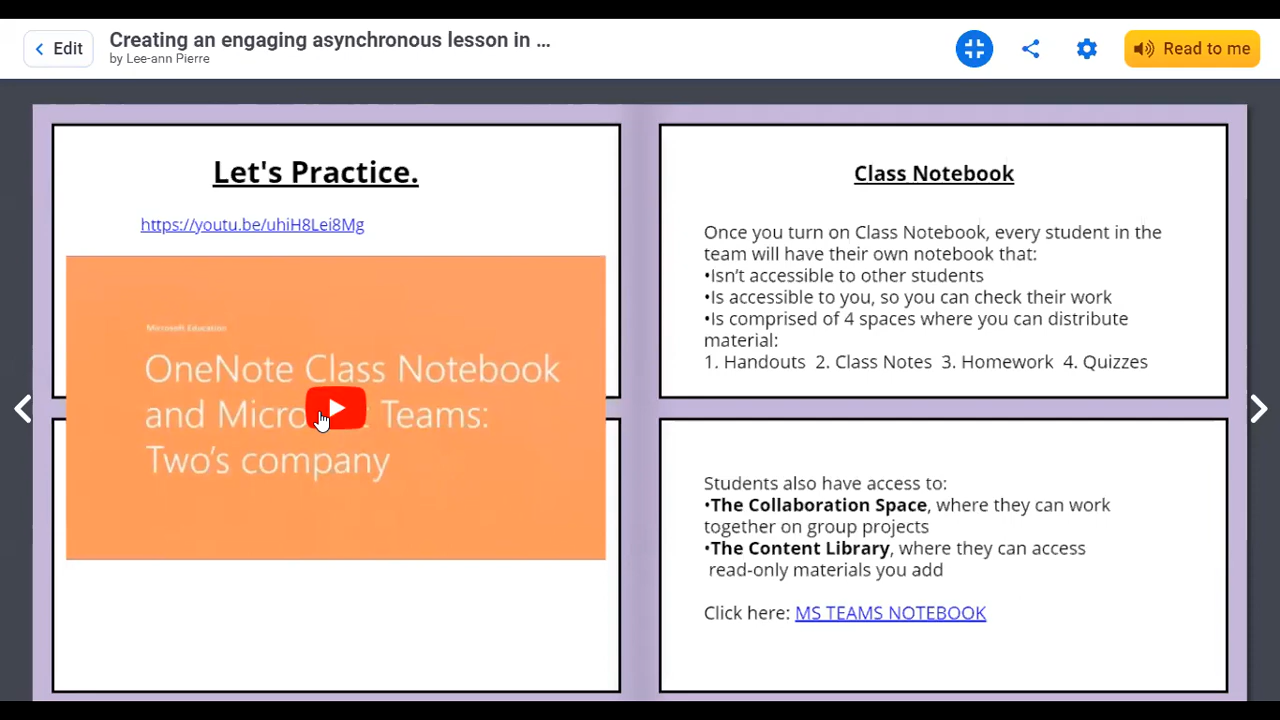 Edit
Creating an engaging asynchronous lesson in ...
by Lee-ann Pierre
Read to me
Let's Practice.
https://youtu.be/uhiH8Lei8Mg
Microsoft Education
OneNote Class Notebook
and Micro t Teams:
Two's company
Class Notebook
Once you turn on Class Notebook, every student in the
team will have their own notebook that:
•Isn't accessible to other students
•Is accessible to you, so you can check their work
•Is comprised of 4 spaces where you can distribute
material:
1. Handouts 2. Class Notes 3. Homework 4. Quizzes
Students also have access to:
•The Collaboration Space, where they can work
together on group projects
•The Content Library, where they can access
read-only materials you add
Click here: MS TEAMS NOTEBOOK